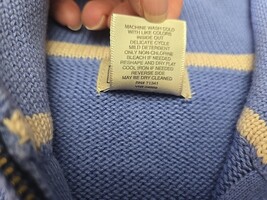 MACHINE WASH COLD
WITH LIKE COLORS
INSIDE OUT
DELICATE CYCLE
MILD DETERGENT
ONLY NON-CHLORINE
BLEACH IF NEEDED
RESHAPE AND DRY FLAT
COOL IRON IF NEEDED
REVERSE SIDE
MAY BE DRY CLEANED